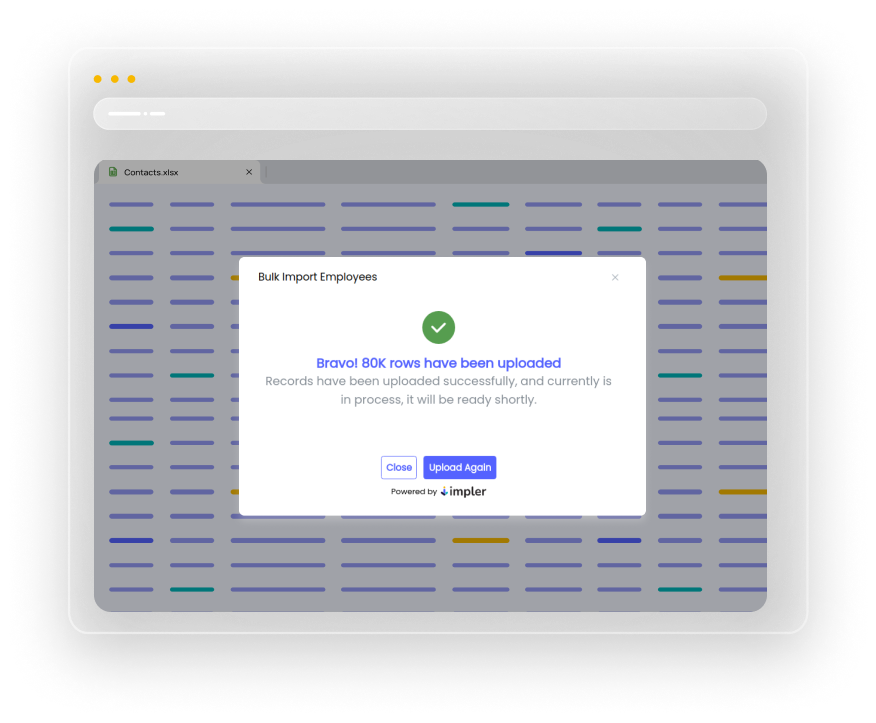 Contacts.xlsx
Bulk Import Employees
Bravo! 80K rows have been uploaded
Records have been uploaded successfully, and currently is
in process, it will be ready shortly.
Close Upload Again
Powered by impler